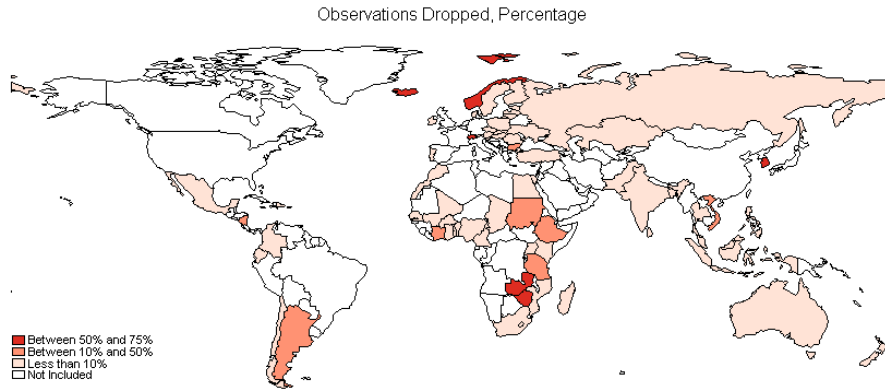 Observations Dropped, Percentage
Between 50% and 75%
Between 10% and 50%
Less than 10%
Not Included